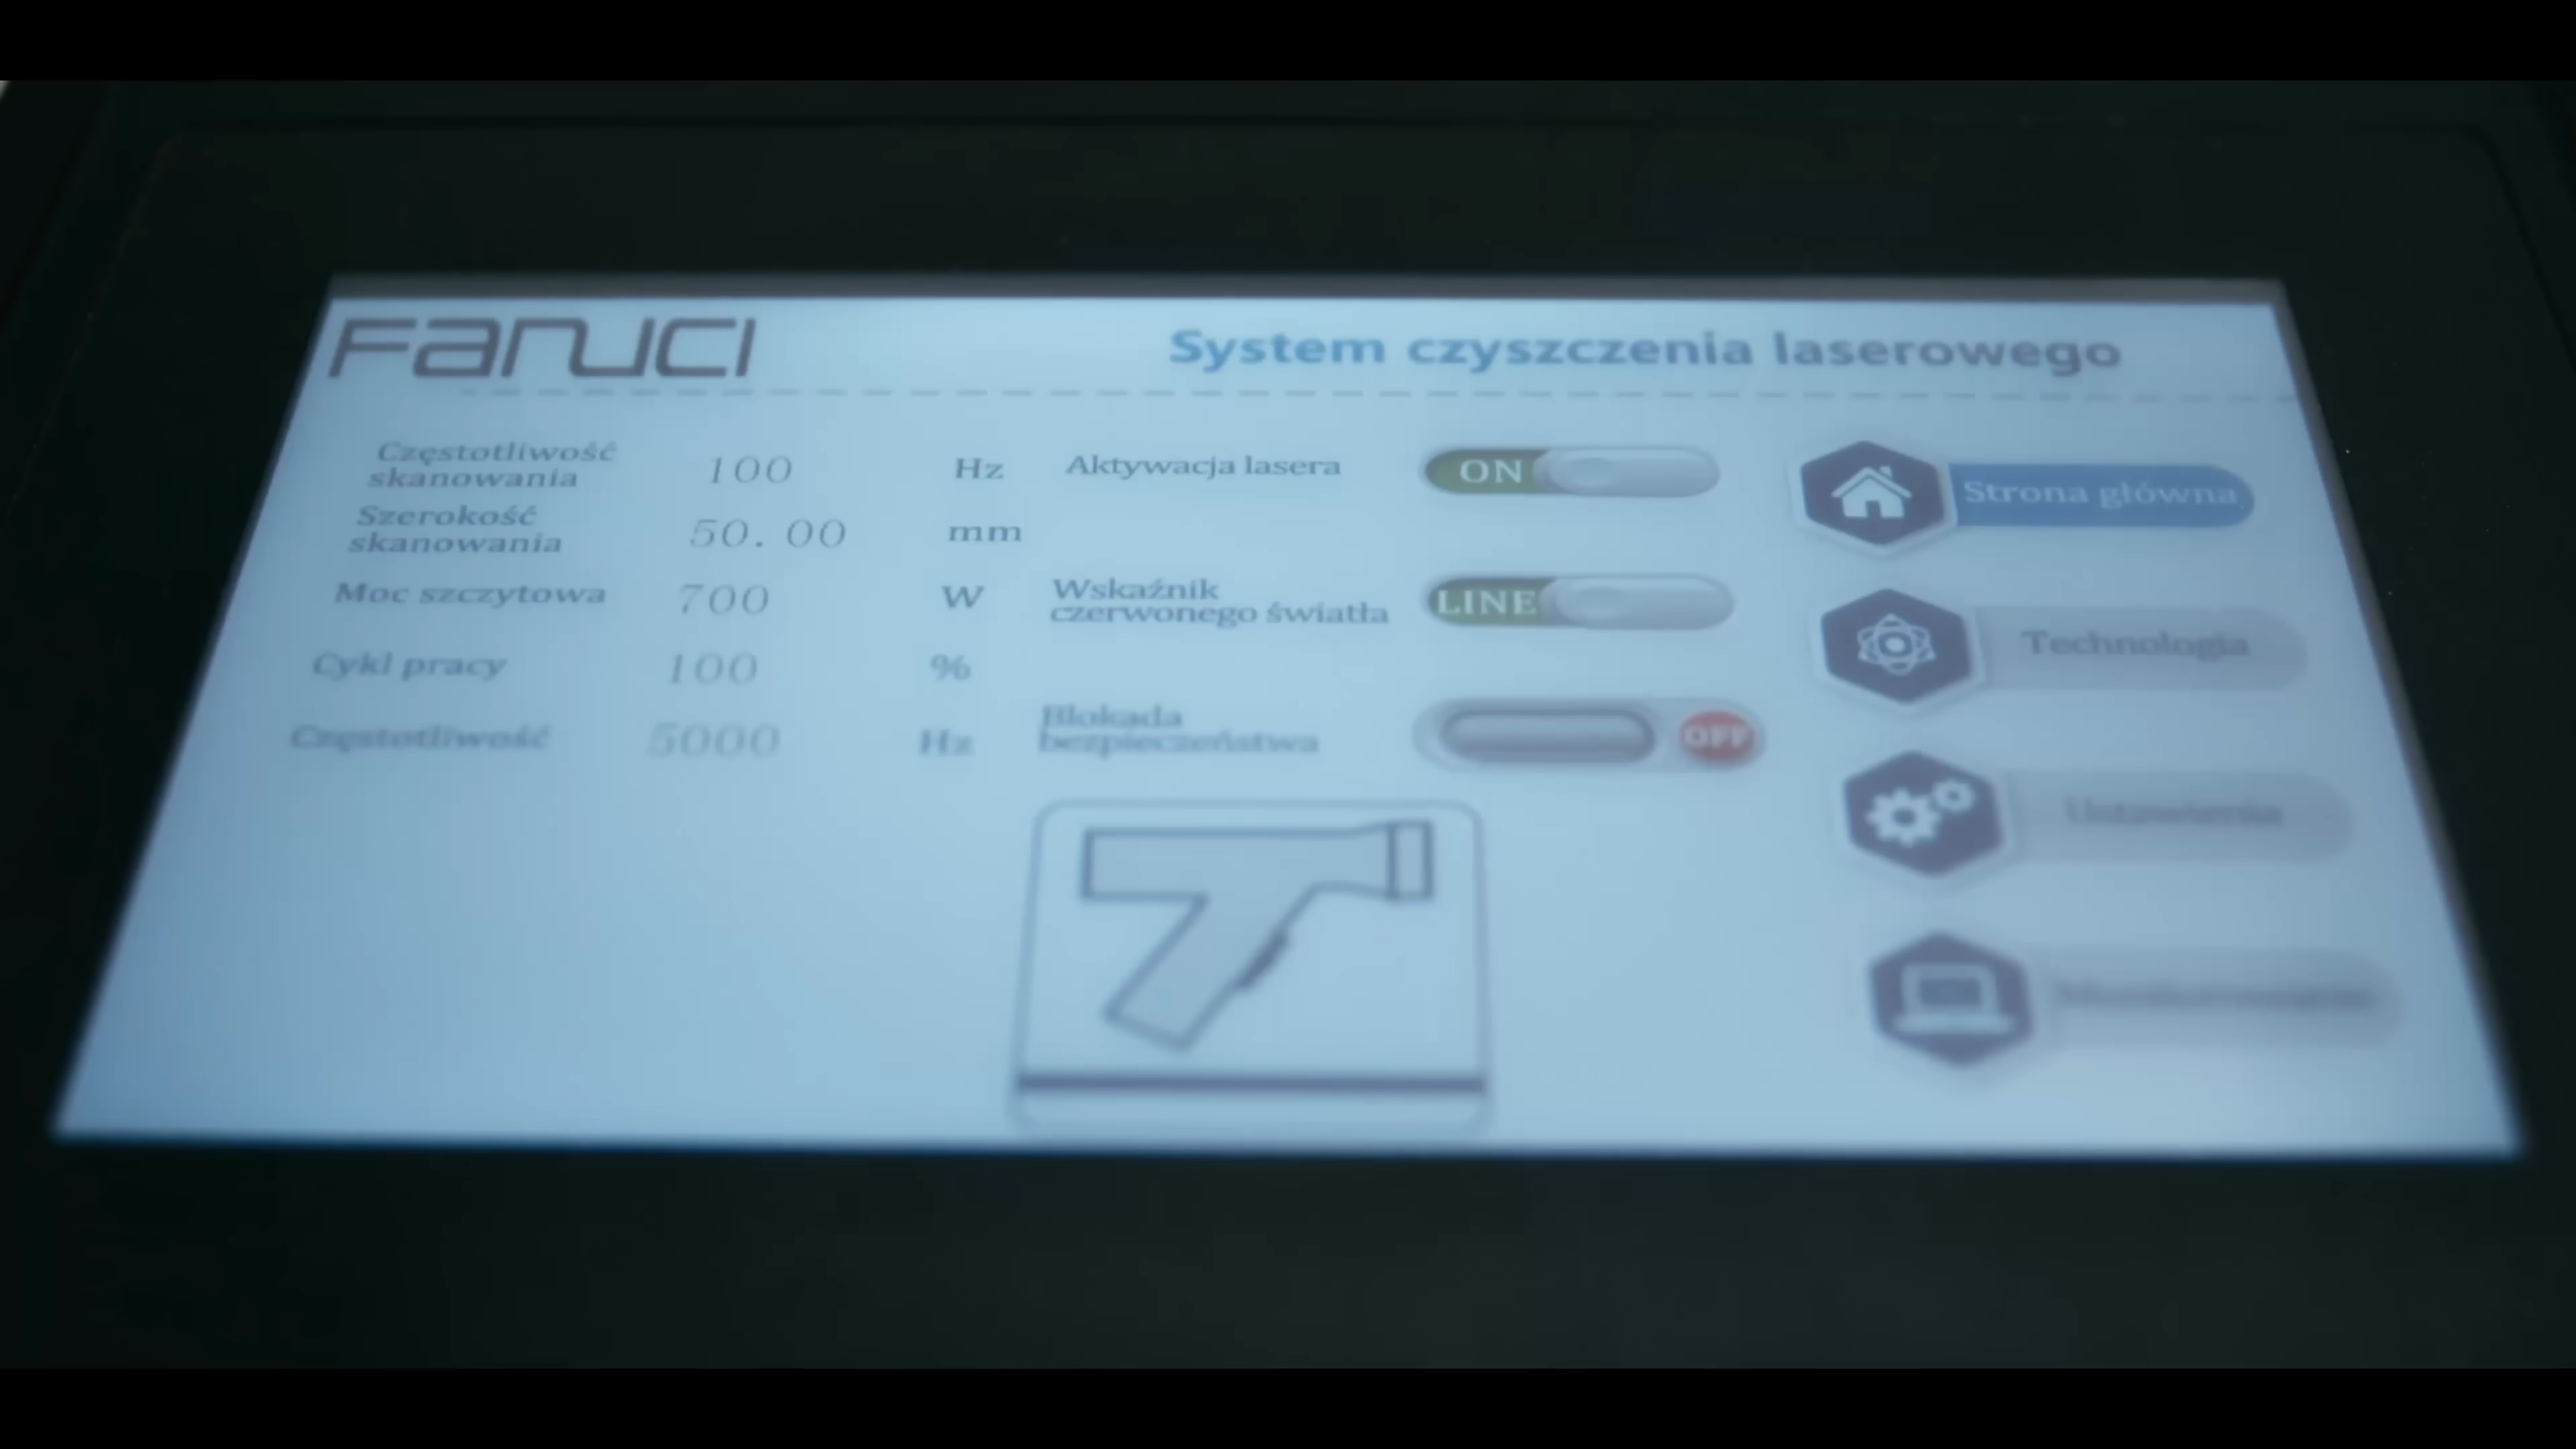 FANUCI
System czyszczenia laserowego
Częstotliwość
skanowania
100 Hz
Szerokość
skanowania
50.00 mm
Moc szczytowa 700 W
Cykl pracy 100 %
Częstotliwość 5000 Hz
Aktywacja lasera ON
Wskaźnik
czerwonego światła
LINE
Blokada
bezpieczeństwa
OFF
Strona główna
Technologia
Ustawienia